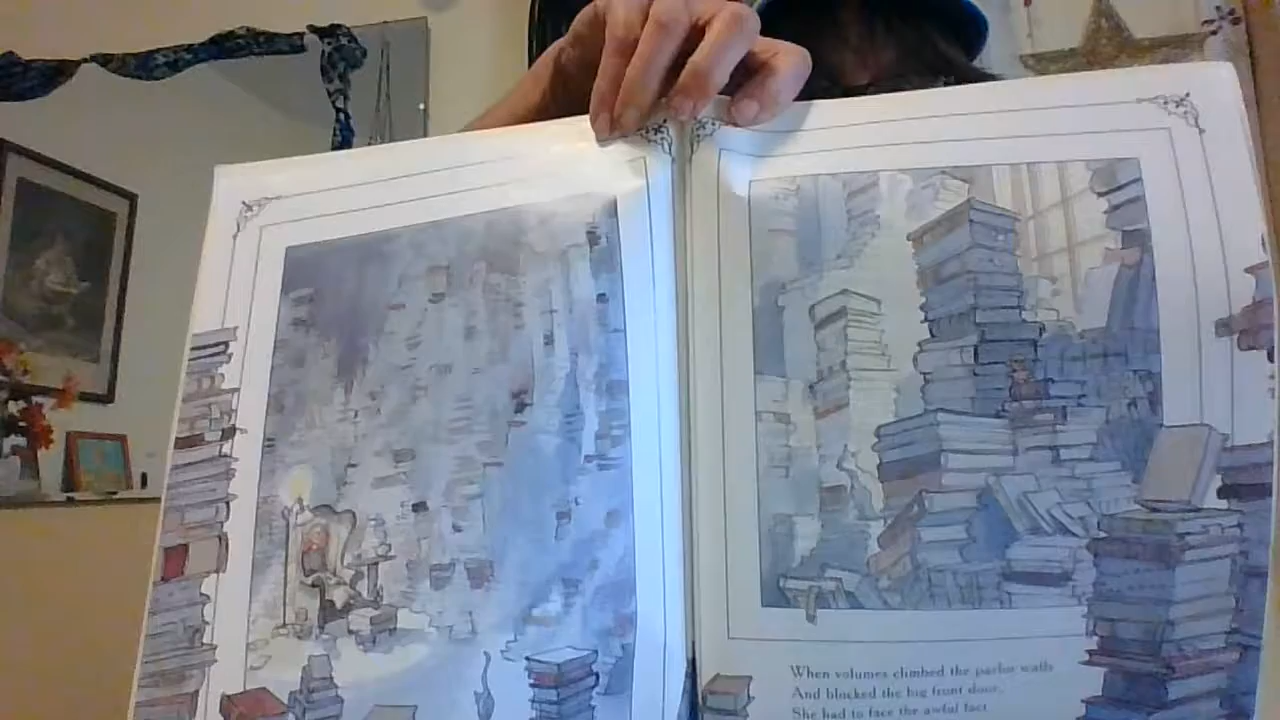 When volumes climbed the parlor walls
And blocked the big front door,
She had to face the awful fact